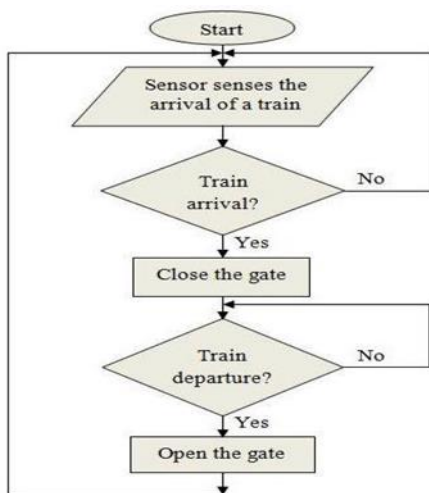 Start
Sensor senses the
arrival of a train
Train
arrival?
No
Yes
Close the gate
Train
departure?
No
Yes
Open the gate